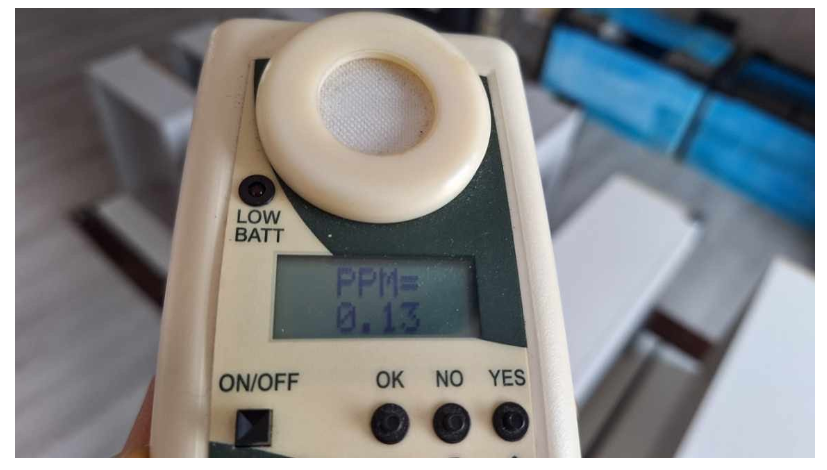 LOW
BATT
PPM=
0.13
ON/OFF
OK
NO
YES